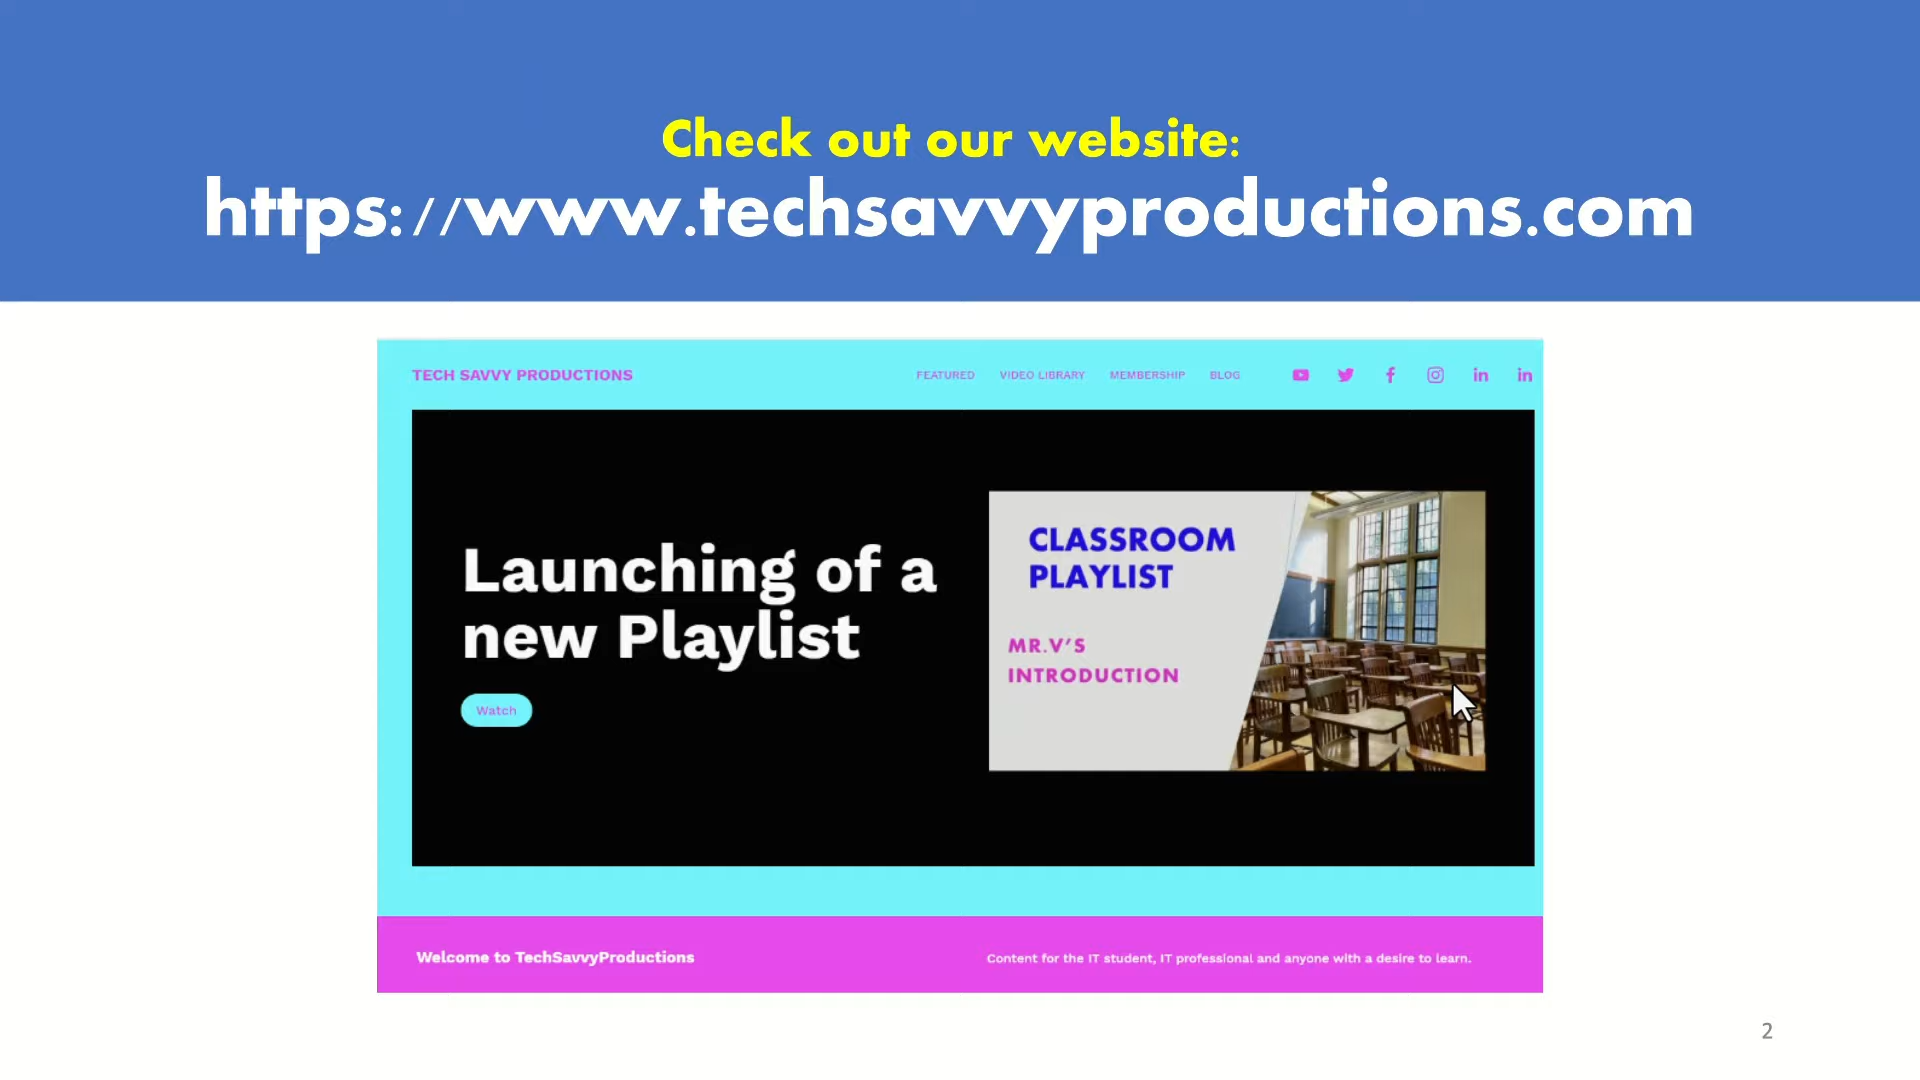 Check out our website:
https://www.techsavvyproductions.com
TECH SAVVY PRODUCTIONS
FEATURED VIDEO LIBRARY MEMBERSHIP BLOG
Launching of a
new Playlist
Watch
CLASSROOM
PLAYLIST
MR.V'S
INTRODUCTION
Welcome to TechSavvyProductions
Content for the IT student, IT professional and anyone with a desire to learn.
2